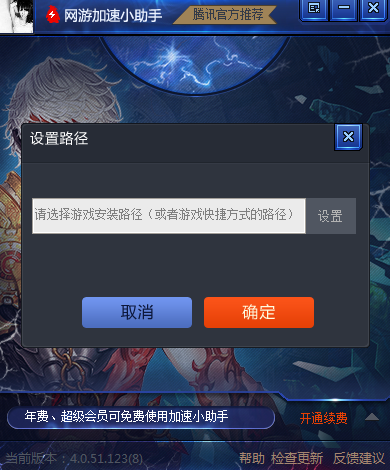 网游加速小助手 腾讯官方推荐
设置路径
请选择游戏安装路径（或者游戏快捷方式的路径） 设置
取消 确定
年费、超级会员可免费使用加速小助手 开通续费
当前版本：4.0.51.123(8) 帮助 检查更新 反馈建议